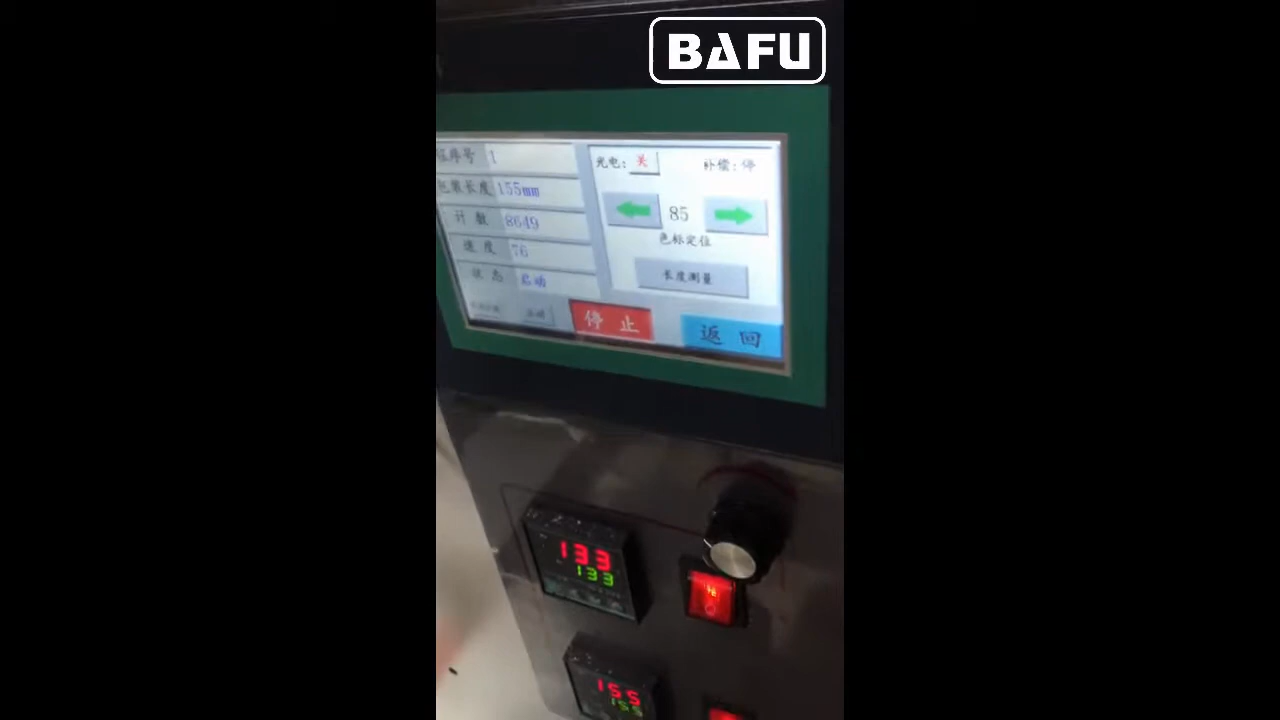 BAFU
序号 1
包装长度 155mm
计数 8649
速度 76
状态 启动
光电: 关
补偿: 停
85
色标定位
长度测量
停止
返回
133
133
155
155